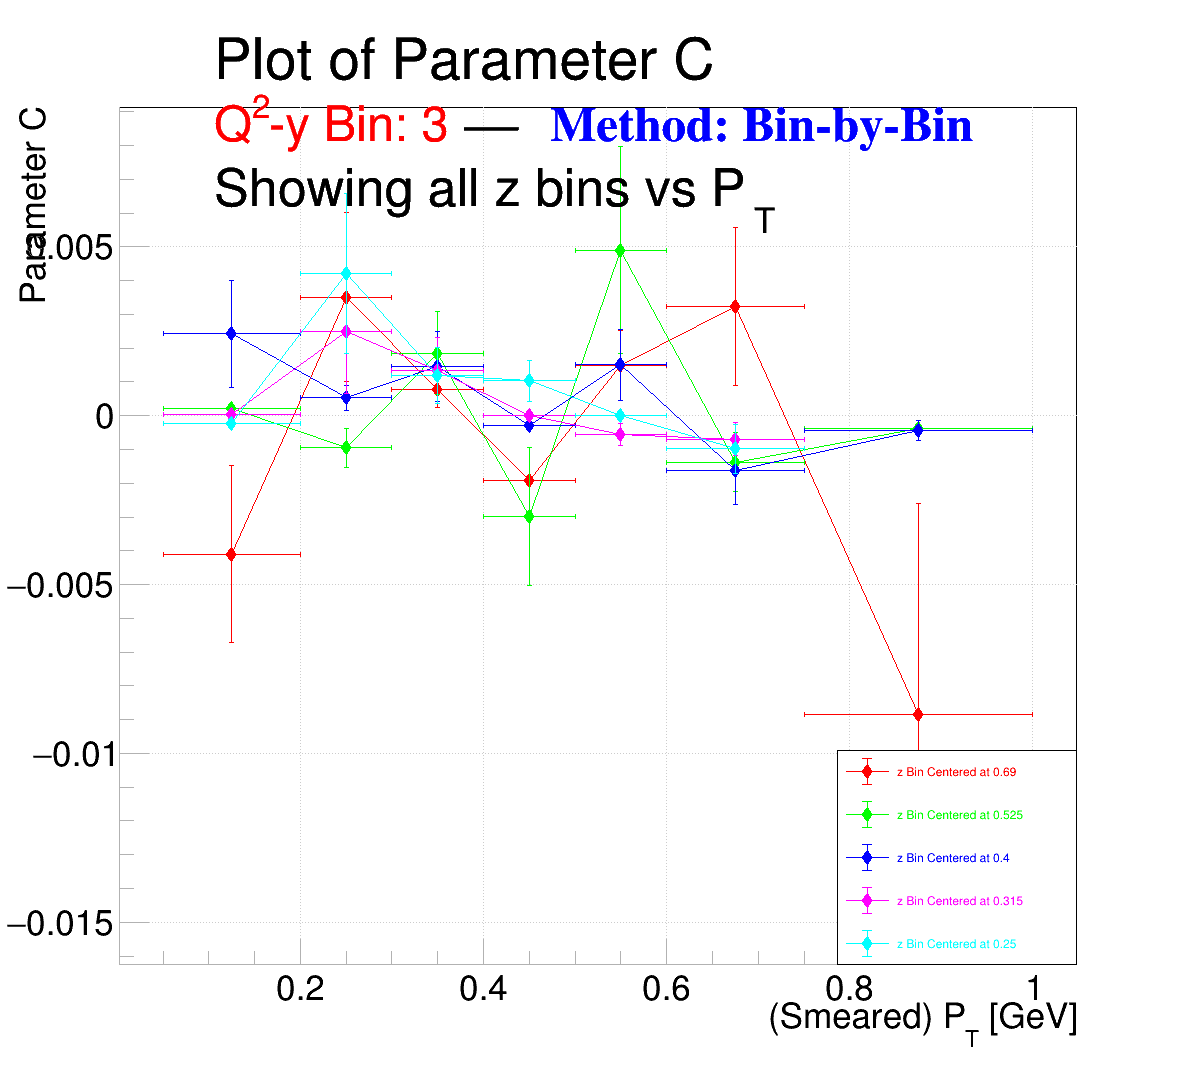 Plot of Parameter C
Q²-y Bin: 3 — Method: Bin-by-Bin
Showing all z bins vs P_T
Parameter C
0.005
0
−0.005
−0.01
−0.015
0.2 0.4 0.6 0.8 1
(Smeared) P_T [GeV]
z Bin Centered at 0.69
z Bin Centered at 0.525
z Bin Centered at 0.4
z Bin Centered at 0.315
z Bin Centered at 0.25